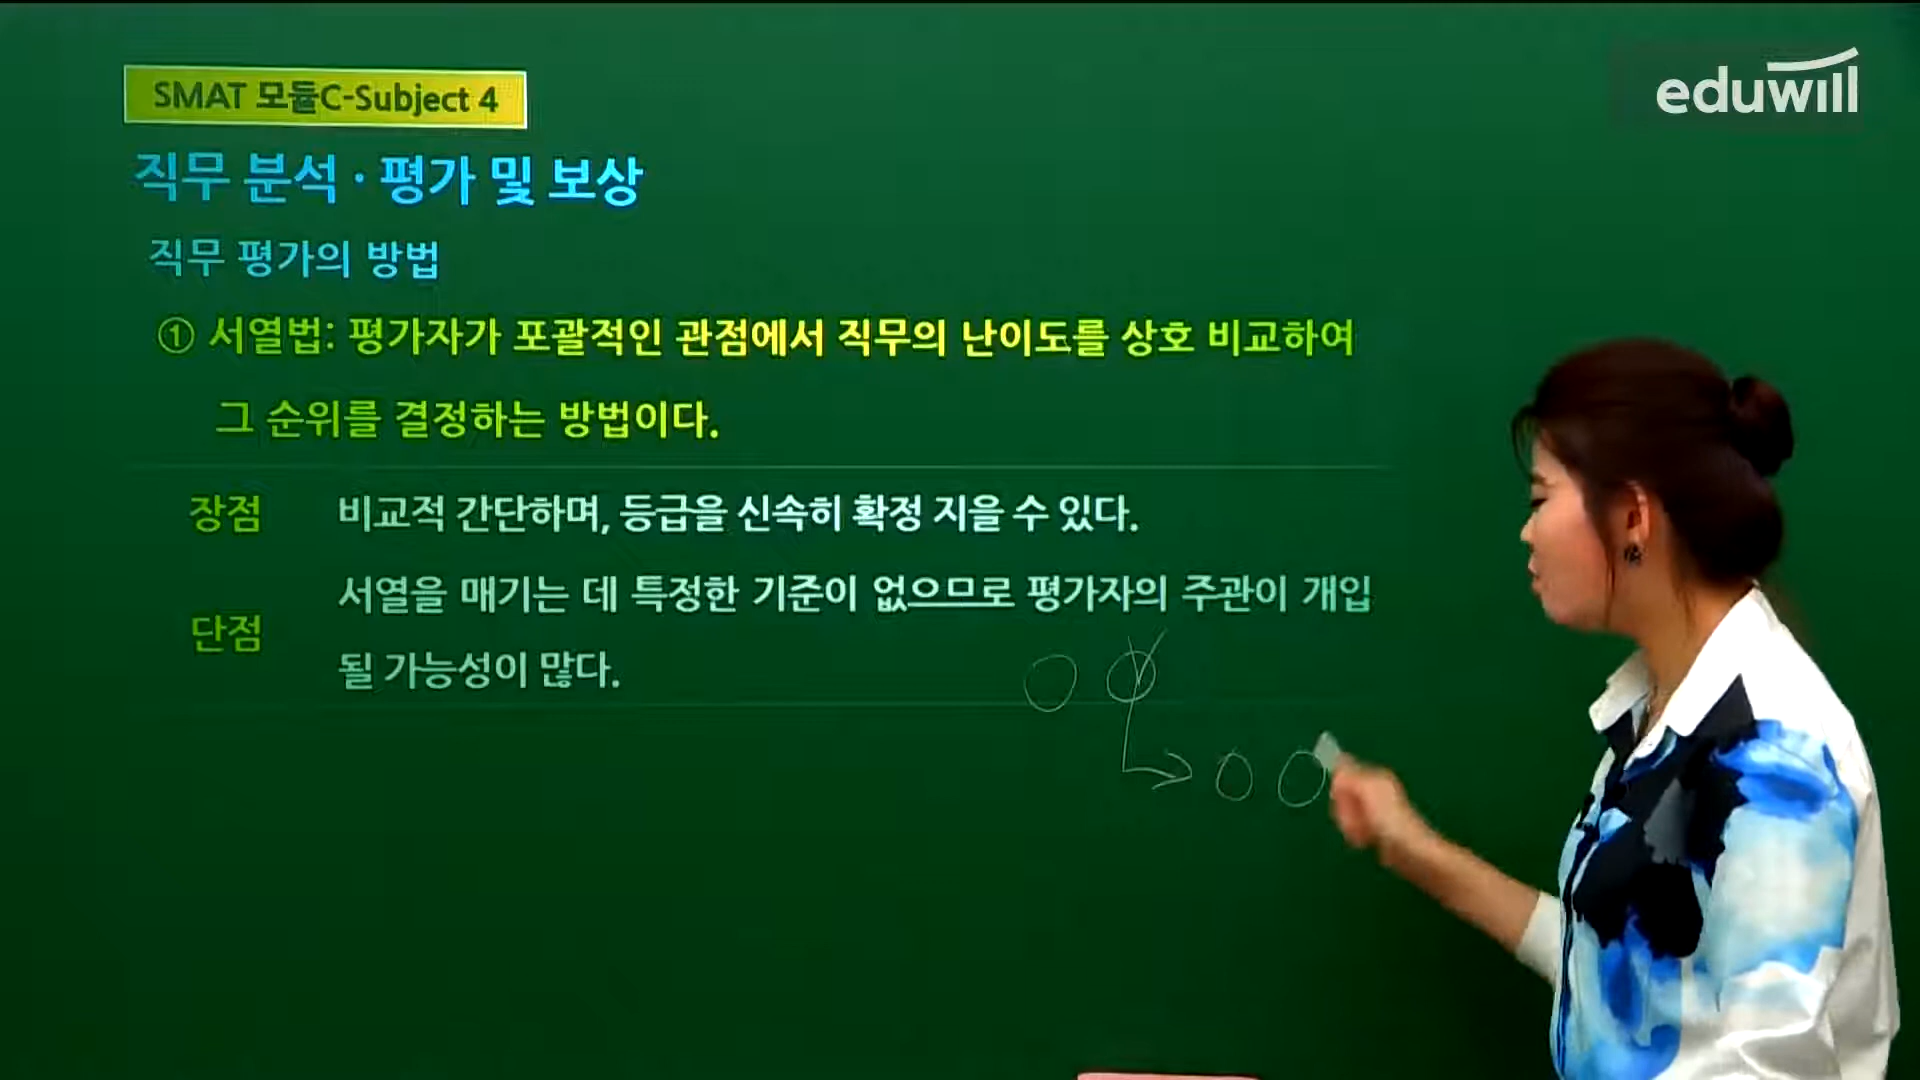 SMAT 모듈C-Subject 4
eduwill
직무 분석 · 평가 및 보상
직무 평가의 방법
① 서열법: 평가자가 포괄적인 관점에서 직무의 난이도를 상호 비교하여
그 순위를 결정하는 방법이다.
장점 비교적 간단하며, 등급을 신속히 확정 지을 수 있다.
단점 서열을 매기는 데 특정한 기준이 없으므로 평가자의 주관이 개입
될 가능성이 많다.